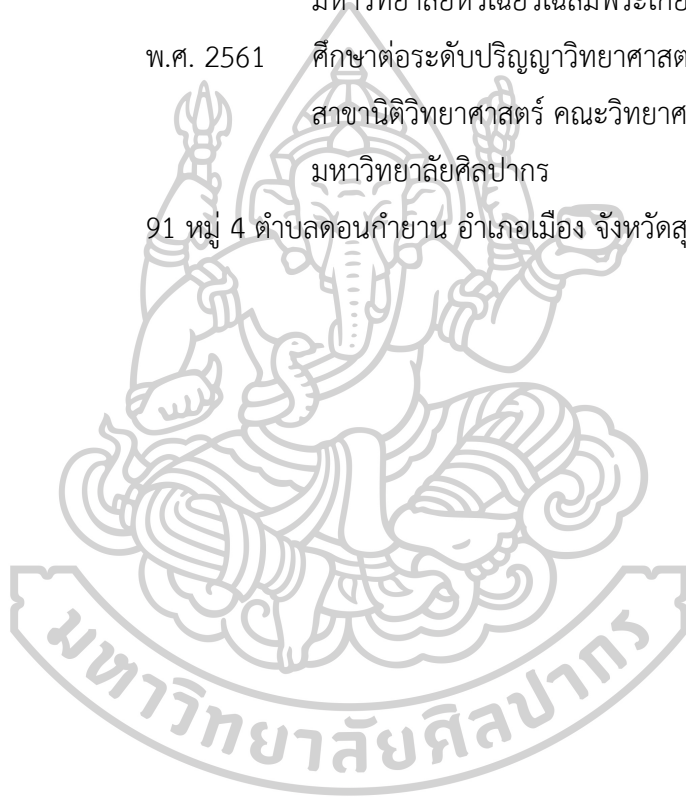 พ.ศ. 2561 ศึกษาต่อระดับปริญญาวิทยาศาสต
สาขานิติวิทยาศาสตร์ คณะวิทยาศ
มหาวิทยาลัยศิลปากร
91 หมู่ 4 ตำบลดอนกำยาน อำเภอเมือง จังหวัดสุ
มหาวิทยาลัยศิลปากร